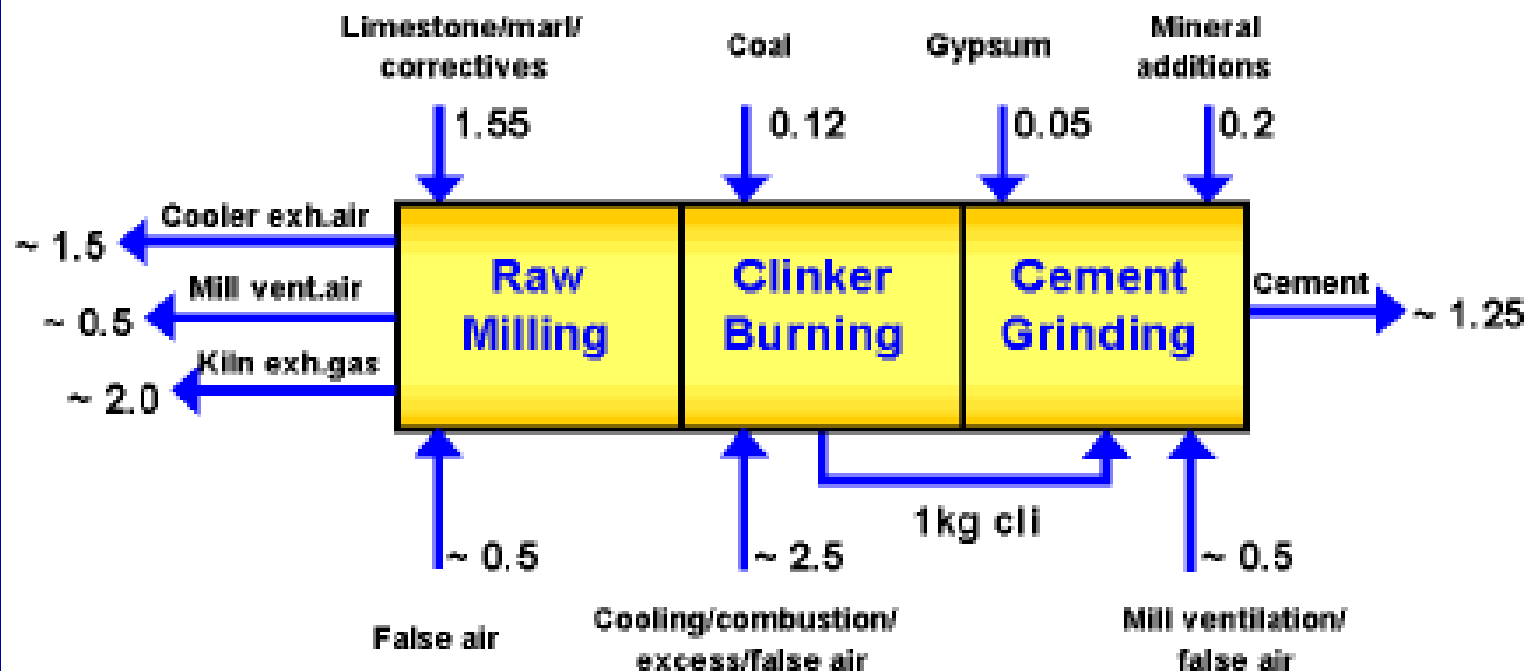 Limestone/marl/
correctives
Coal
Gypsum
Mineral
additions
1.55
0.12
0.05
0.2
Cooler exh.air
~ 1.5
Mill vent.air
~ 0.5
Kiln exh.gas
~ 2.0
Raw
Milling
Clinker
Burning
Cement
Grinding
Cement
~ 1.25
1kg cli
~ 0.5
~ 2.5
~ 0.5
False air
Cooling/combustion/
excess/false air
Mill ventilation/
false air